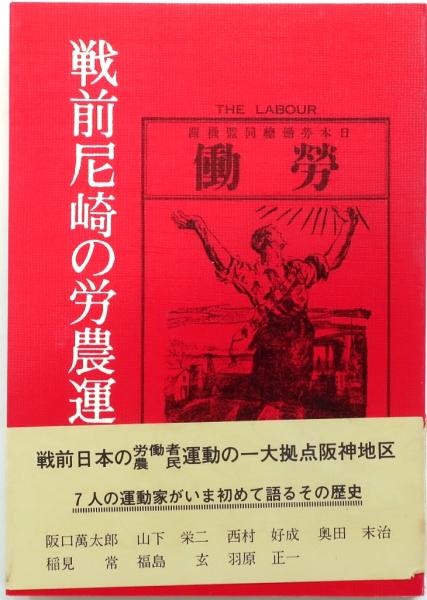 戦前尼崎の労農運
THE LABOUR
日本労働總同盟機関
勞働
戦前日本の労働者農民運動の一大拠点阪神地区
7人の運動家がいま初めて語るその歴史
阪口萬太郎 山下 栄二 西村 好成 奥田 末治
稲見 常 福島 玄 羽原 正一